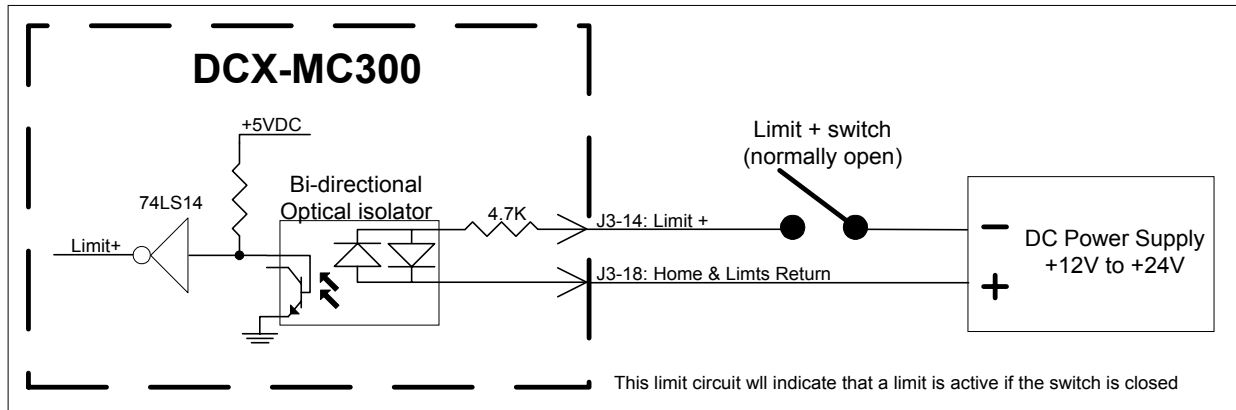 DCX-MC300
+5VDC
74LS14
Bi-directional
Optical isolator
4.7K
Limit+
J3-14: Limit +
J3-18: Home & Limts Return
Limit + switch
(normally open)
−
+
DC Power Supply
+12V to +24V
This limit circuit wll indicate that a limit is active if the switch is closed